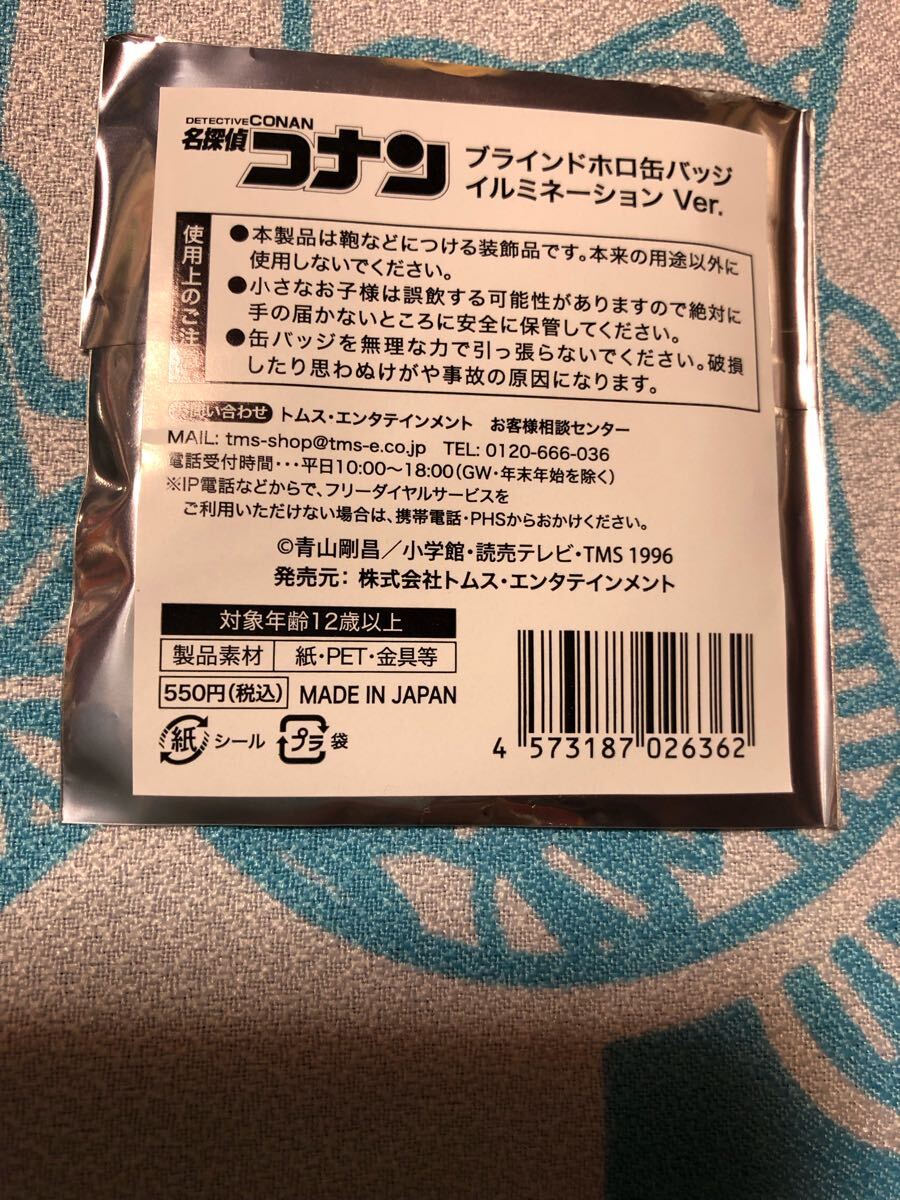 DETECTIVE CONAN
名探偵
コナン
ブラインドホロ缶バッジ
イルミネーション Ver.
使用上のご注
●本製品は鞄などにつける装飾品です。本来の用途以外に
使用しないでください。
●小さなお子様は誤飲する可能性がありますので絶対に
手の届かないところに安全に保管してください。
●缶バッジを無理な力で引っ張らないでください。破損
したり思わぬけがや事故の原因になります。
お問い合わせ トムス・エンタテインメント お客様相談センター
MAIL: tms-shop@tms-e.co.jp TEL: 0120-666-036
電話受付時間・・・平日10:00〜18:00(GW・年末年始を除く)
※IP電話などからで、フリーダイヤルサービスを
ご利用いただけない場合は、携帯電話・PHSからおかけください。
©青山剛昌／小学館・読売テレビ・TMS 1996
発売元：株式会社トムス・エンタテインメント
対象年齢12歳以上
製品素材 紙・PET・金具等
550円(税込) MADE IN JAPAN
紙 シール プラ 袋
4 573187 026362